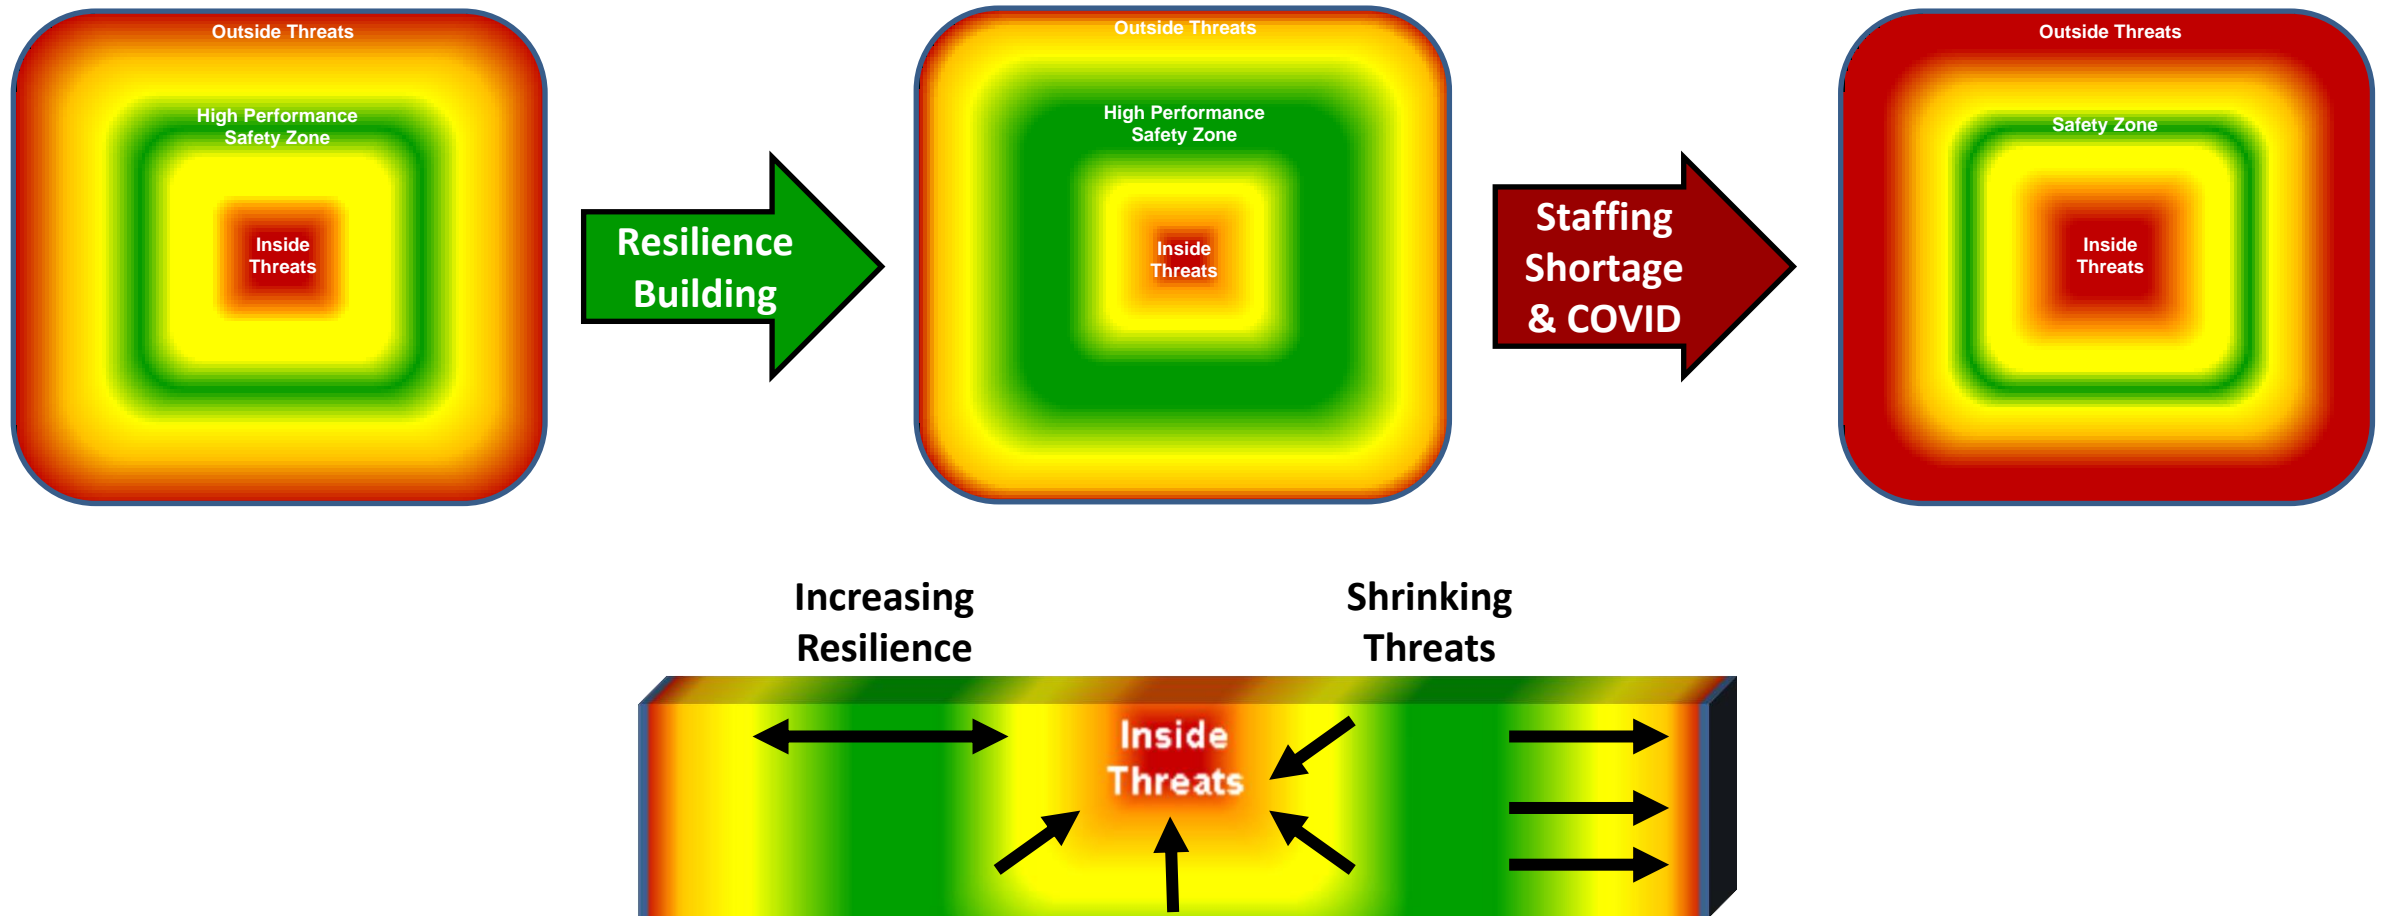 Outside Threats
High Performance
Safety Zone
Inside
Threats
Resilience
Building
Outside Threats
High Performance
Safety Zone
Inside
Threats
Staffing
Shortage
& COVID
Outside Threats
Safety Zone
Inside
Threats
Increasing
Resilience
Shrinking
Threats
Inside
Threats